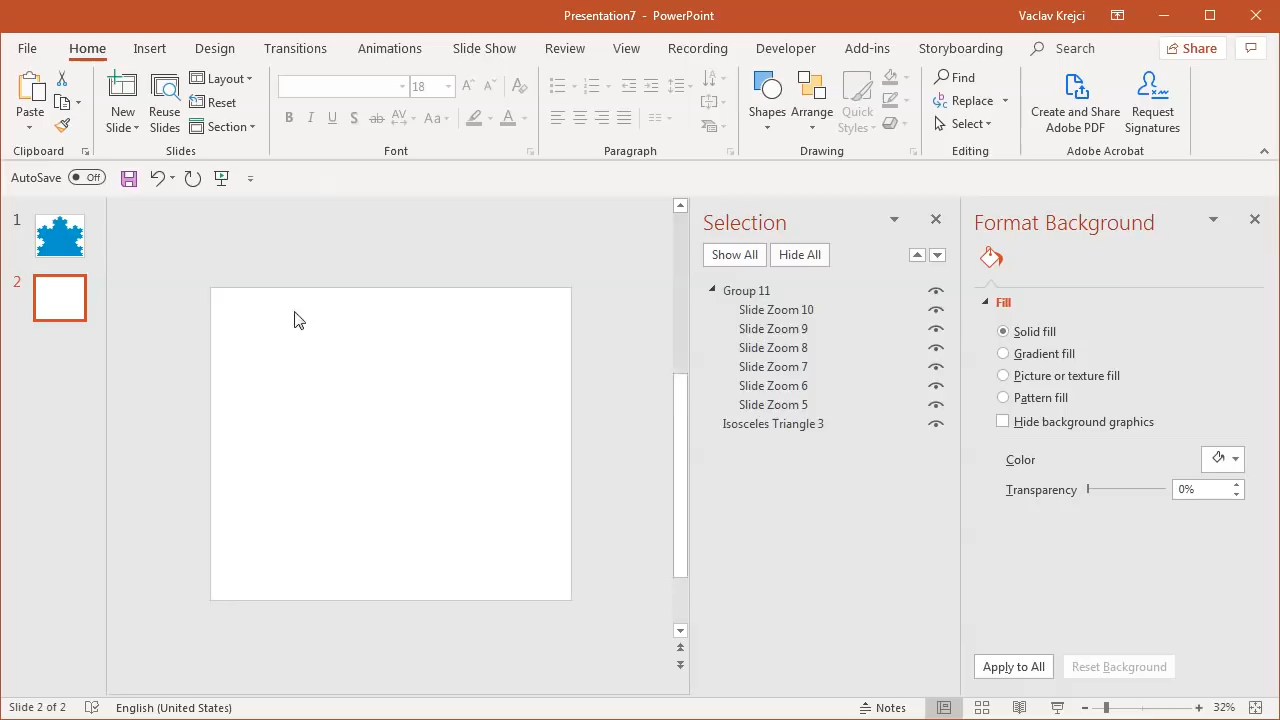 Presentation7 - PowerPoint
Vaclav Krejci
File Home Insert Design Transitions Animations Slide Show Review View Recording Developer Add-ins Storyboarding Search Share
Paste
Clipboard
New Slide
Reuse Slides
Layout
Reset
Section
Slides
18
B I U S ab AV Aa A
Font
Paragraph
Shapes
Arrange
Quick Styles
Drawing
Find
Replace
Select
Editing
Create and Share Adobe PDF
Request Signatures
Adobe Acrobat
AutoSave Off
1
2
Selection
Show All Hide All
Group 11
Slide Zoom 10
Slide Zoom 9
Slide Zoom 8
Slide Zoom 7
Slide Zoom 6
Slide Zoom 5
Isosceles Triangle 3
Format Background
Fill
Solid fill
Gradient fill
Picture or texture fill
Pattern fill
Hide background graphics
Color
Transparency 0%
Apply to All Reset Background
Slide 2 of 2 English (United States) Notes 32%